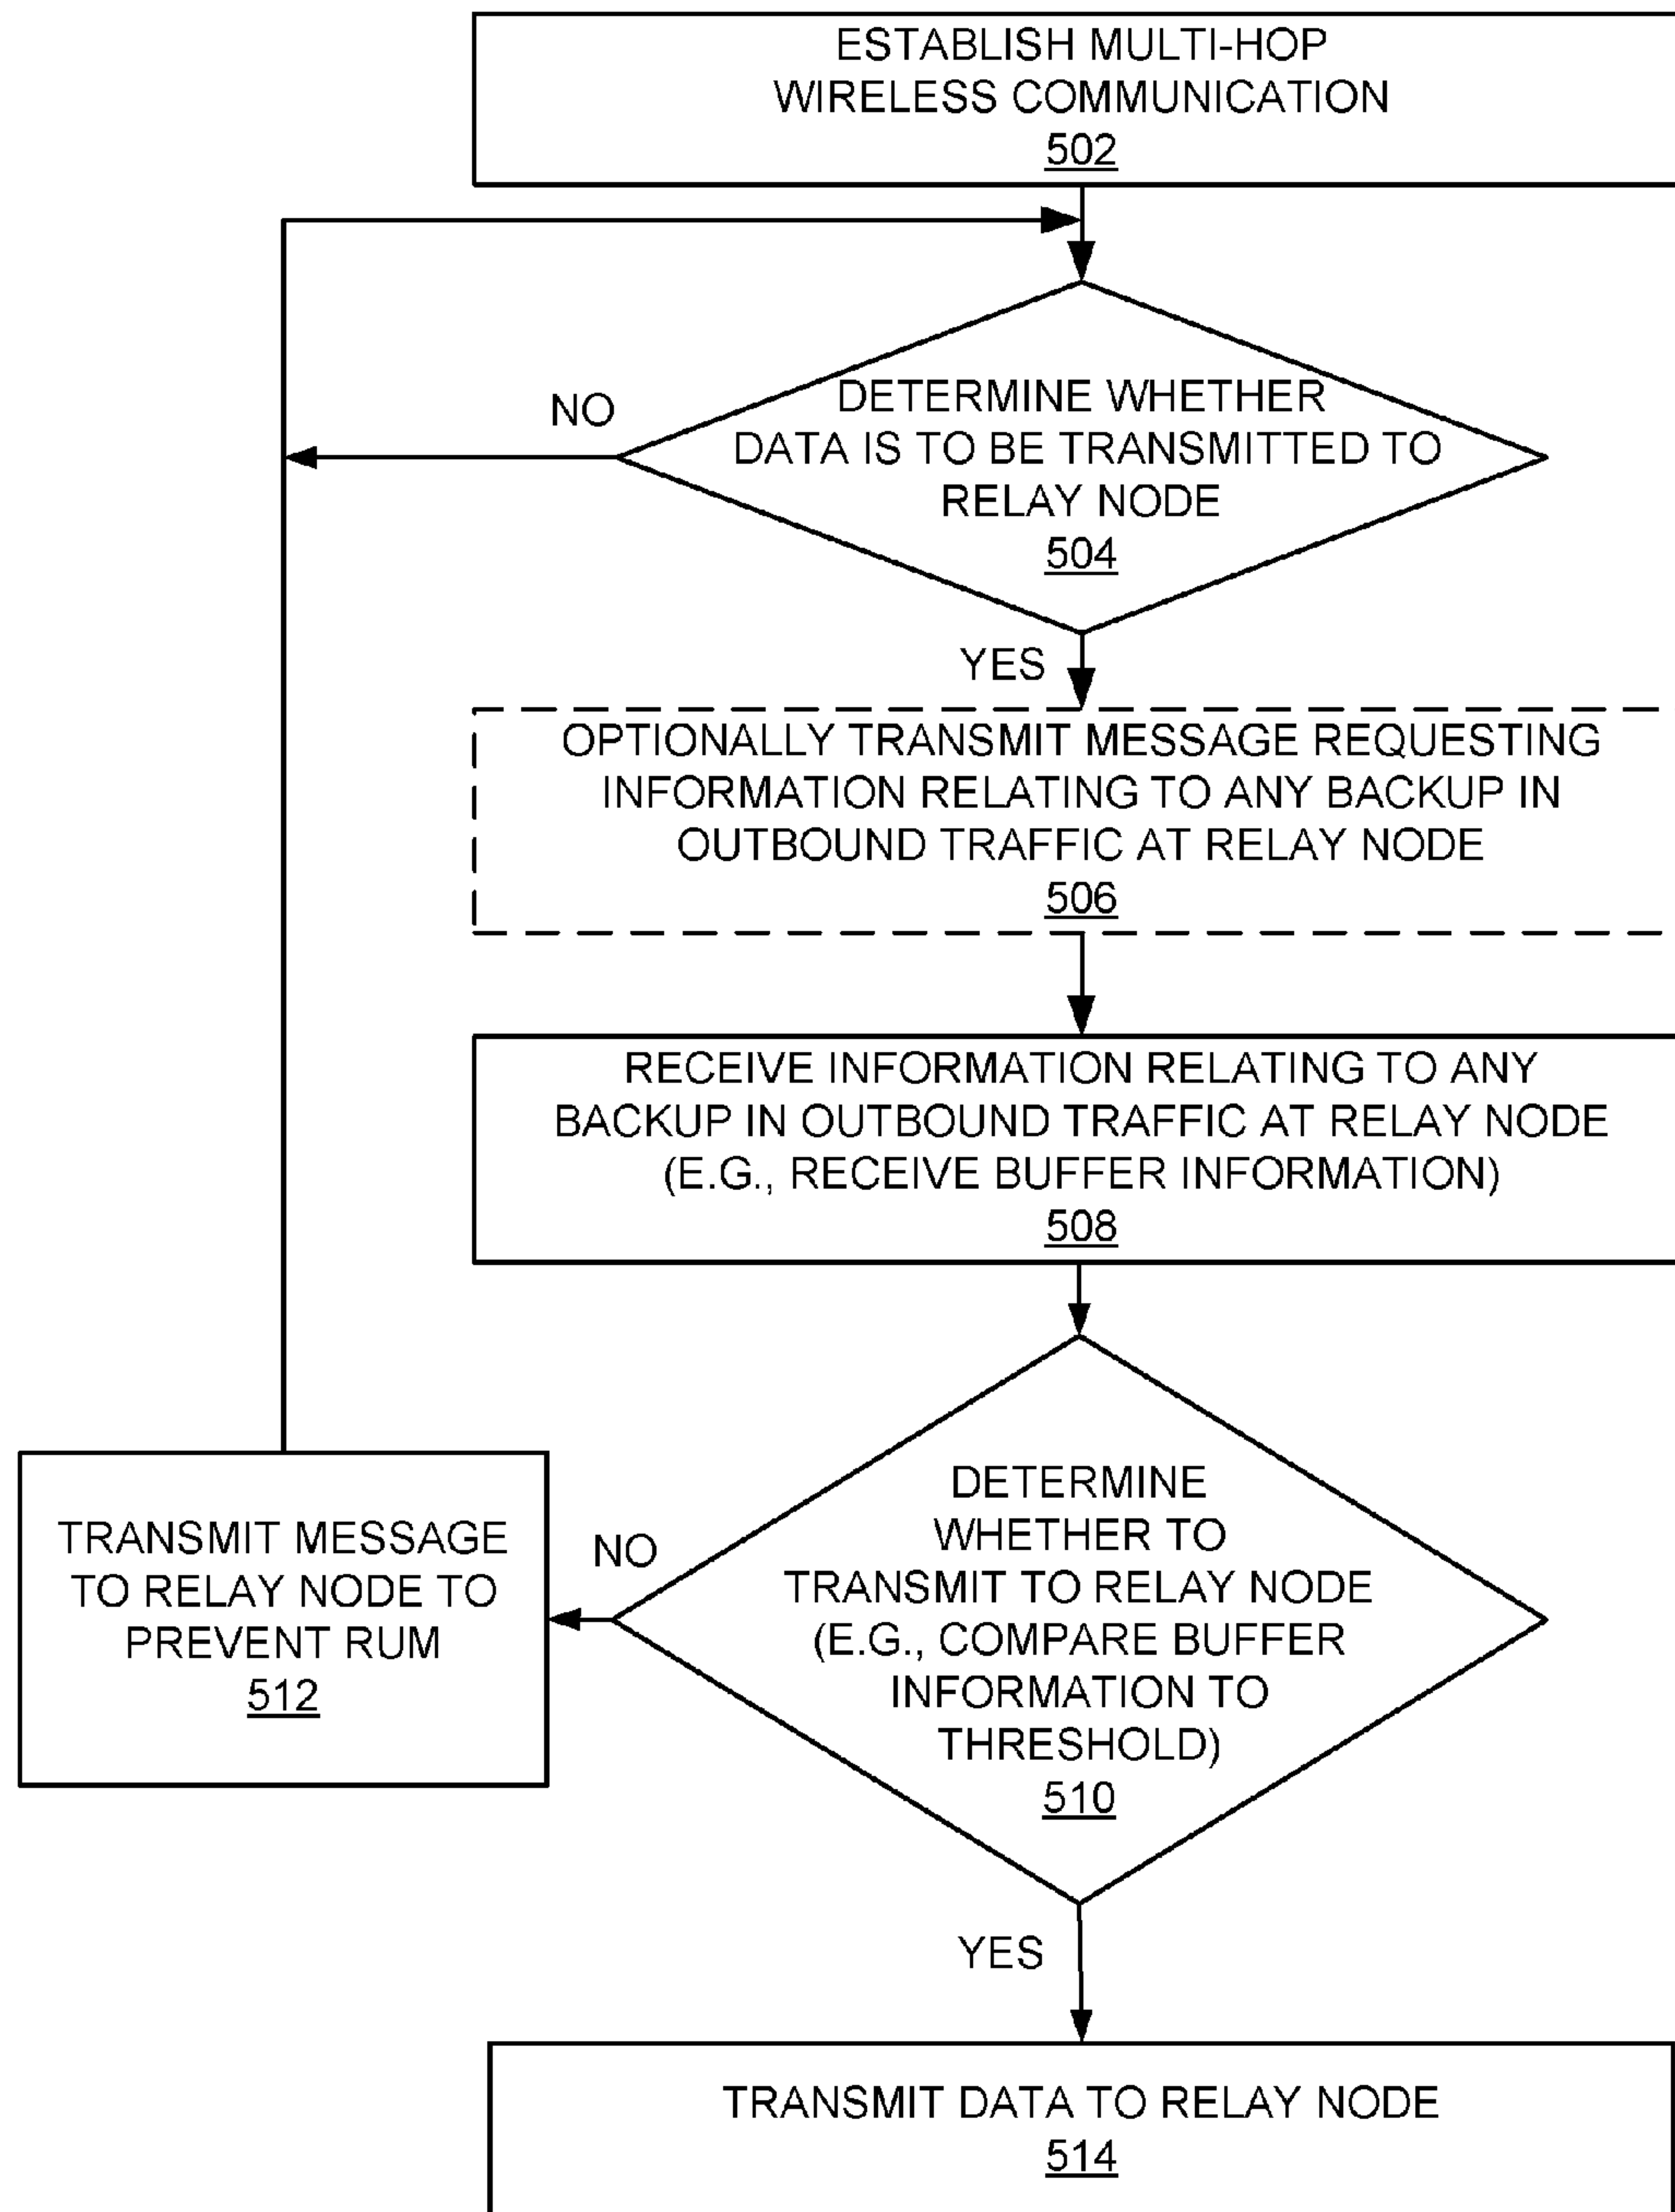 ESTABLISH MULTI-HOP
WIRELESS COMMUNICATION
502
DETERMINE WHETHER
DATA IS TO BE TRANSMITTED TO
RELAY NODE
504
NO
YES
OPTIONALLY TRANSMIT MESSAGE REQUESTING
INFORMATION RELATING TO ANY BACKUP IN
OUTBOUND TRAFFIC AT RELAY NODE
506
RECEIVE INFORMATION RELATING TO ANY
BACKUP IN OUTBOUND TRAFFIC AT RELAY NODE
(E.G., RECEIVE BUFFER INFORMATION)
508
DETERMINE
WHETHER TO
TRANSMIT TO RELAY NODE
(E.G., COMPARE BUFFER
INFORMATION TO
THRESHOLD)
510
NO
TRANSMIT MESSAGE
TO RELAY NODE TO
PREVENT RUM
512
YES
TRANSMIT DATA TO RELAY NODE
514